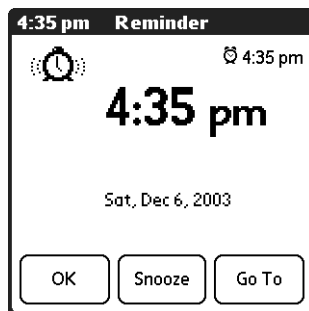 4:35 pm Reminder
4:35 pm
4:35 pm
Sat, Dec 6, 2003
OK Snooze Go To